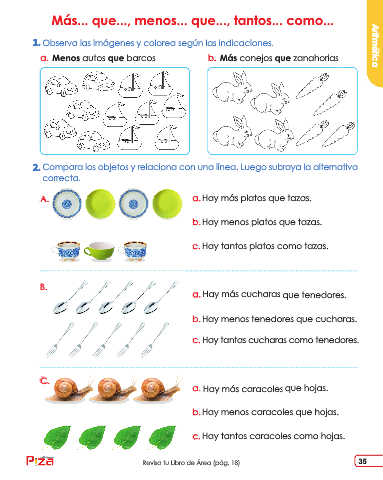 Más... que..., menos... que..., tantos... como...
Aritmética
1. Observa las imágenes y colorea según las indicaciones.
a. Menos autos que barcos
b. Más conejos que zanahorias
2. Compara los objetos y relaciona con una línea. Luego subraya la alternativa
correcta.
A.
a. Hay más platos que tazas.
b. Hay menos platos que tazas.
c. Hay tantos platos como tazas.
B.
a. Hay más cucharas que tenedores.
b. Hay menos tenedores que cucharas.
c. Hay tantas cucharas como tenedores.
C.
a. Hay más caracoles que hojas.
b. Hay menos caracoles que hojas.
c. Hay tantos caracoles como hojas.
Revisa tu Libro de Área (pág. 18)
35